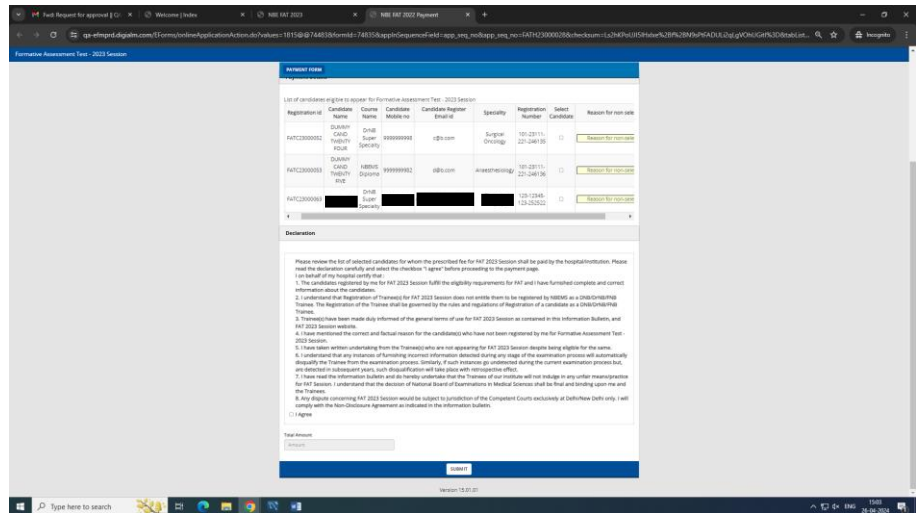 Fwd: Request for approval || Co
Welcome | Index
NBE FAT 2023
NBE FAT 2022 Payment
Incognito
Formative Assessment Test - 2023 Session
PAYMENT FORM
List of candidates eligible to appear for Formative Assessment Test - 2023 Session
Registration Id Candidate Name Course Name Candidate Mobile no Candidate Register Email Id Speciality Registration Number Select Candidate Reason for non-sele
FATC23000052 DUMMY CAND TWENTY FOUR DrNB Super Specialty 9999999998 c@b.com Surgical Oncology 101-23111-221-246135 Reason for non-sele
FATC23000053 DUMMY CAND TWENTY FIVE NBEMS Diploma 9999999902 d@b.com Anaesthesiology 101-23111-221-246136 Reason for non-sele
FATC23000063 DrNB Super Specialty 123-12345-123-252522 Reason for non-sele
Declaration
Please review the list of selected candidates for whom the prescribed fee for FAT 2023 Session shall be paid by the hospital/institution. Please
read the declaration carefully and select the checkbox "I agree" before proceeding to the payment page.
I on behalf of my hospital certify that :
1. The candidates registered by me for FAT 2023 Session fulfill the eligibility requirements for FAT and I have furnished complete and correct
information about the candidates.
2. I understand that Registration of Trainee(s) for FAT 2023 Session does not entitle them to be registered by NBEMS as a DNB/DrNB/FNB
Trainee. The Registration of the Trainee shall be governed by the rules and regulations of Registration of a candidate as a DNB/DrNB/FNB
Trainee.
3. Trainee(s) have been made duly informed of the general terms of use for FAT 2023 Session as contained in this Information Bulletin, and
FAT 2023 Session website.
4. I have mentioned the correct and factual reason for the candidate(s) who have not been registered by me for Formative Assessment Test -
2023 Session.
5. I have taken written undertaking from the Trainee(s) who are not appearing for FAT 2023 Session despite being eligible for the same.
6. I understand that any instances of furnishing incorrect information detected during any stage of the examination process will automatically
disqualify the Trainee from the examination process. Similarly, if such instances go undetected during the current examination process but,
are detected in subsequent years, such disqualification will take place with retrospective effect.
7. I have read the information bulletin and do hereby undertake that the Trainees of our institute will not indulge in any unfair means/practice
for FAT Session. I understand that the decision of National Board of Examinations in Medical Sciences shall be final and binding upon me and
the Trainees.
8. Any dispute concerning FAT 2023 Session would be subject to jurisdiction of the Competent Courts exclusively at Delhi/New Delhi only. I will
comply with the Non-Disclosure Agreement as indicated in the information bulletin.
I Agree
Total Amount
Amount
SUBMIT
Version 15.01.01
Type here to search
ENG
15:03
26-04-2024